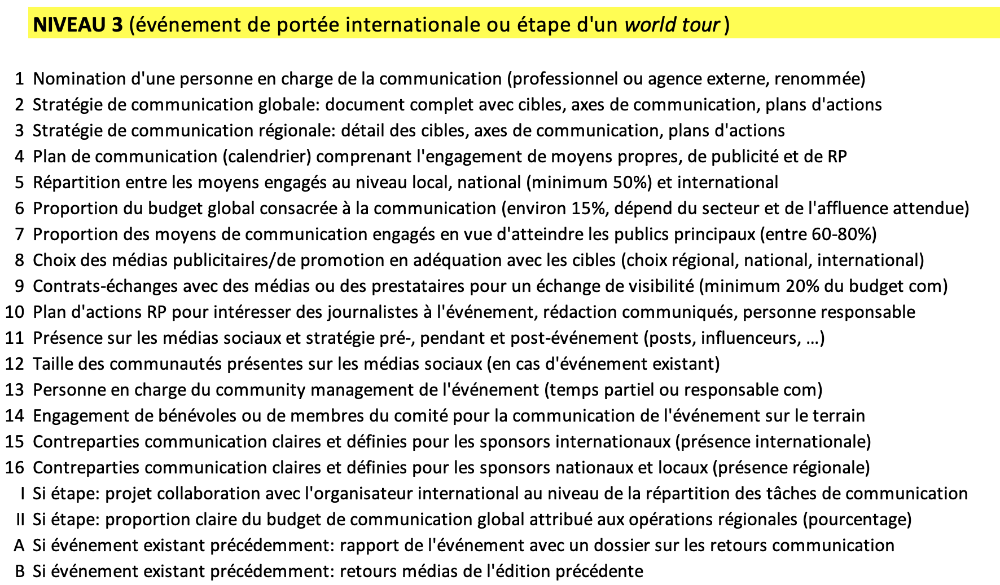 NIVEAU 3 (événement de portée internationale ou étape d'un world tour)
1 Nomination d'une personne en charge de la communication (professionnel ou agence externe, renommée)
2 Stratégie de communication globale: document complet avec cibles, axes de communication, plans d'actions
3 Stratégie de communication régionale: détail des cibles, axes de communication, plans d'actions
4 Plan de communication (calendrier) comprenant l'engagement de moyens propres, de publicité et de RP
5 Répartition entre les moyens engagés au niveau local, national (minimum 50%) et international
6 Proportion du budget global consacrée à la communication (environ 15%, dépend du secteur et de l'affluence attendue)
7 Proportion des moyens de communication engagés en vue d'atteindre les publics principaux (entre 60-80%)
8 Choix des médias publicitaires/de promotion en adéquation avec les cibles (choix régional, national, international)
9 Contrats-échanges avec des médias ou des prestataires pour un échange de visibilité (minimum 20% du budget com)
10 Plan d'actions RP pour intéresser des journalistes à l'événement, rédaction communiqués, personne responsable
11 Présence sur les médias sociaux et stratégie pré-, pendant et post-événement (posts, influenceurs, ...)
12 Taille des communautés présentes sur les médias sociaux (en cas d'événement existant)
13 Personne en charge du community management de l'événement (temps partiel ou responsable com)
14 Engagement de bénévoles ou de membres du comité pour la communication de l'événement sur le terrain
15 Contreparties communication claires et définies pour les sponsors internationaux (présence internationale)
16 Contreparties communication claires et définies pour les sponsors nationaux et locaux (présence régionale)
I Si étape: projet collaboration avec l'organisateur international au niveau de la répartition des tâches de communication
II Si étape: proportion claire du budget de communication global attribué aux opérations régionales (pourcentage)
A Si événement existant précédemment: rapport de l'événement avec un dossier sur les retours communication
B Si événement existant précédemment: retours médias de l'édition précédente